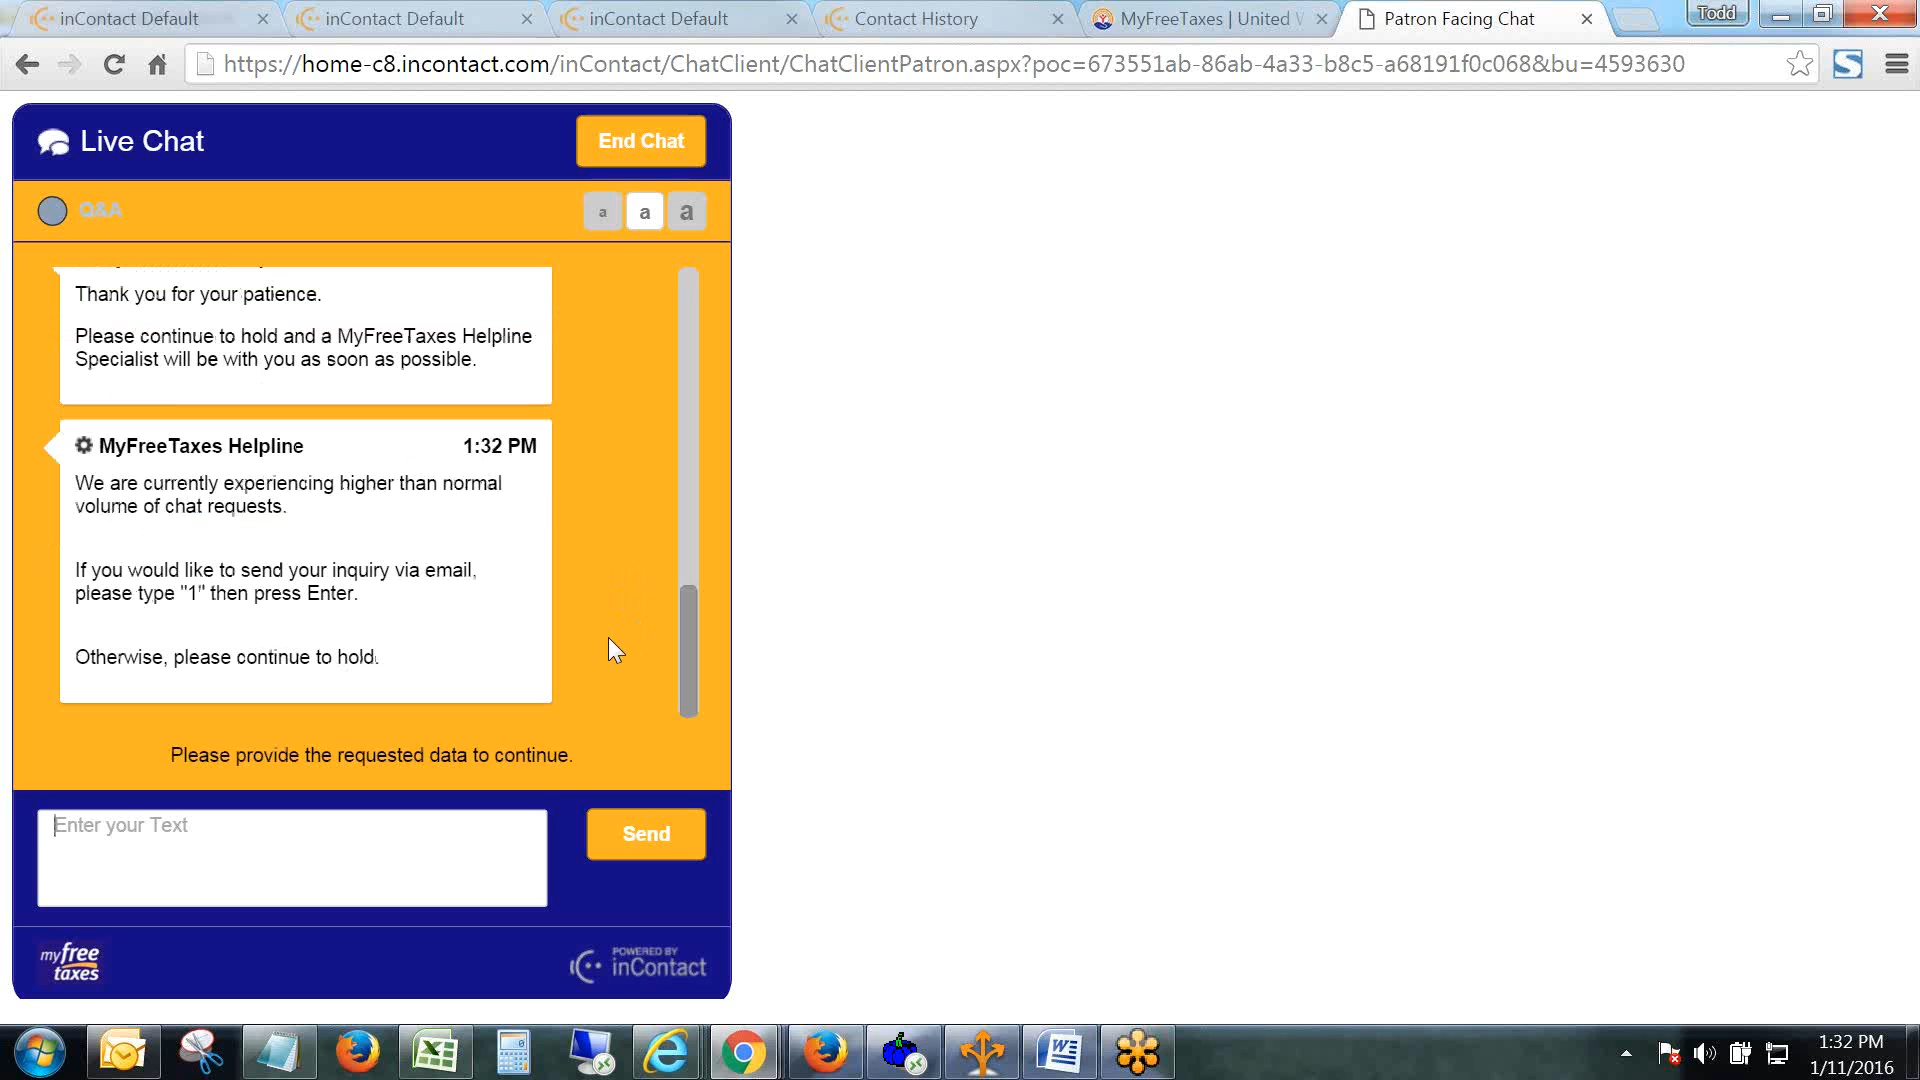 inContact Default
inContact Default
inContact Default
Contact History
MyFreeTaxes | United
Patron Facing Chat
Todd
https://home-c8.incontact.com/inContact/ChatClient/ChatClientPatron.aspx?poc=673551ab-86ab-4a33-b8c5-a68191f0c068&bu=4593630
Live Chat
End Chat
Q&A
a a a
Thank you for your patience.
Please continue to hold and a MyFreeTaxes Helpline
Specialist will be with you as soon as possible.
MyFreeTaxes Helpline 1:32 PM
We are currently experiencing higher than normal
volume of chat requests.
If you would like to send your inquiry via email,
please type "1" then press Enter.
Otherwise, please continue to hold.
Please provide the requested data to continue.
Enter your Text
Send
my free
taxes
POWERED BY
inContact
1:32 PM
1/11/2016